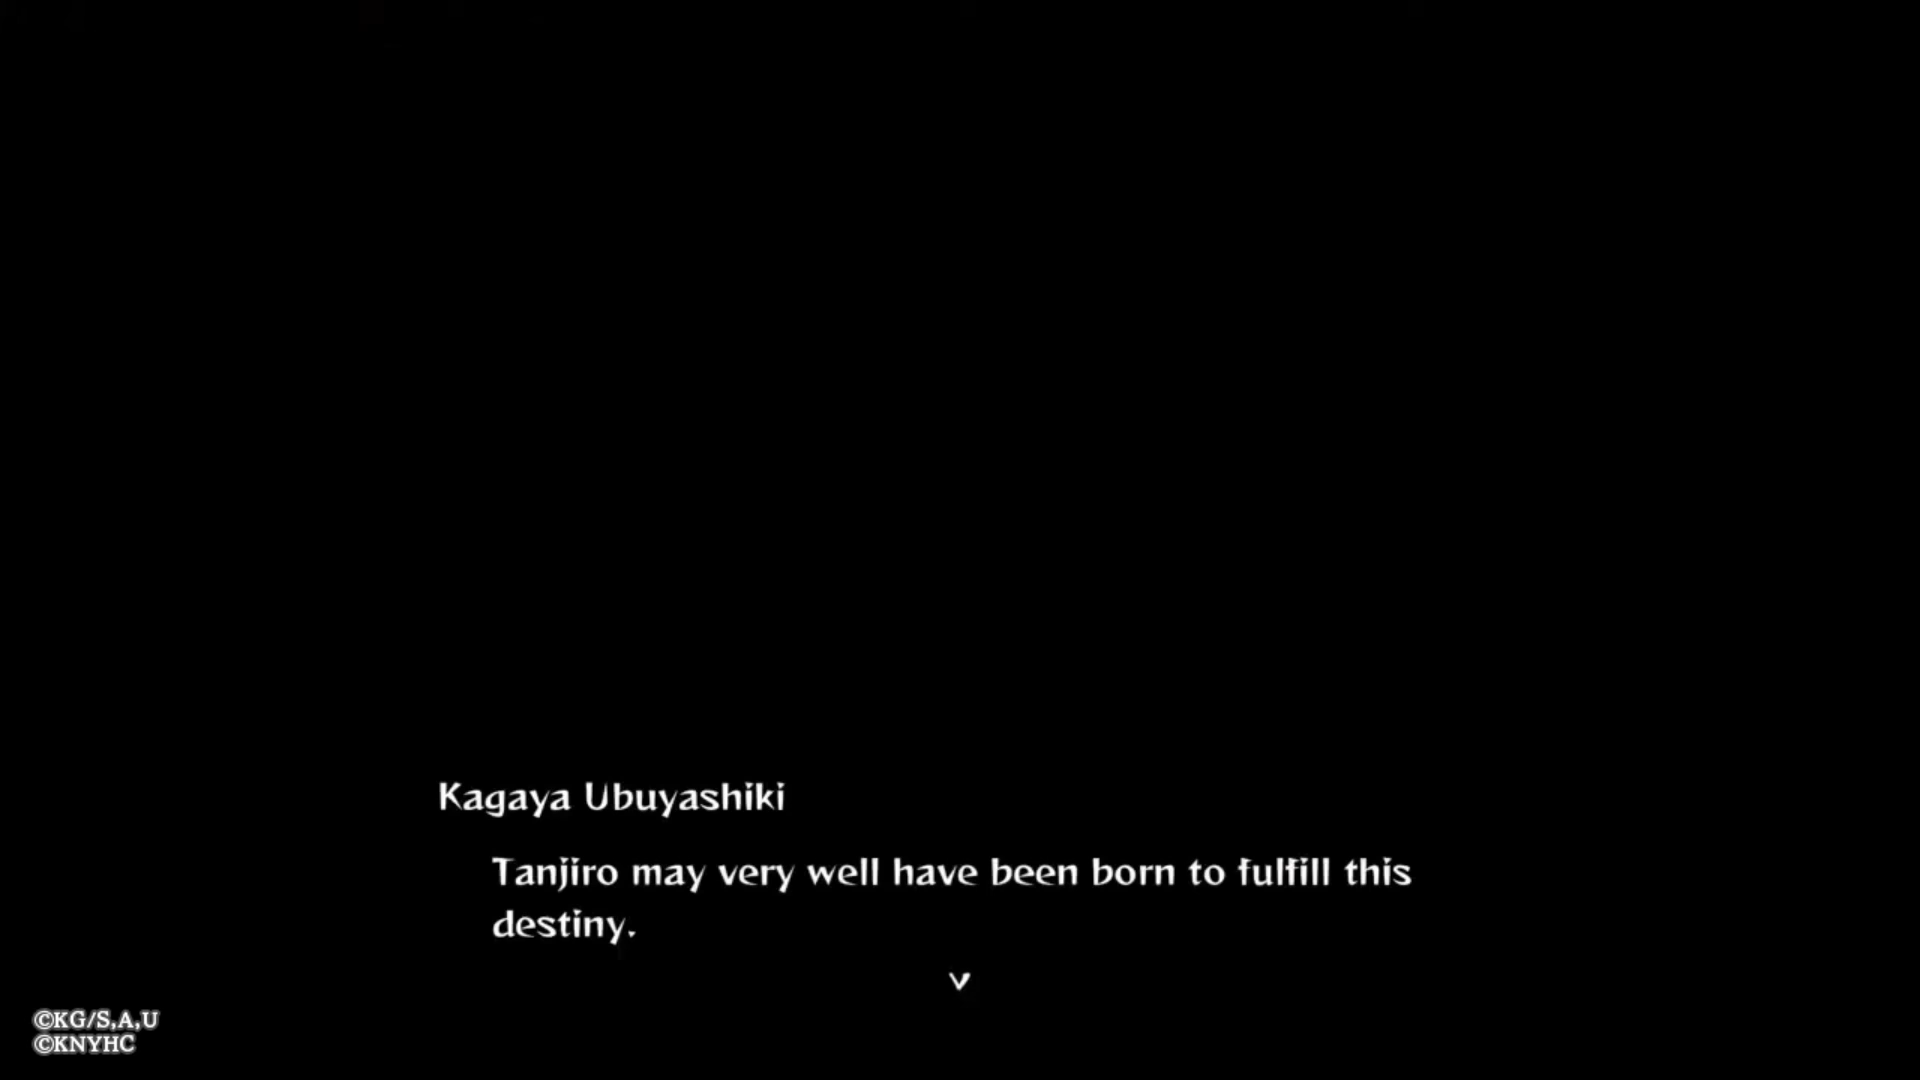 Kagaya Ubuyashiki
Tanjiro may very well have been born to fulfill this
destiny.
©KG/S,A,U
©KNYHC